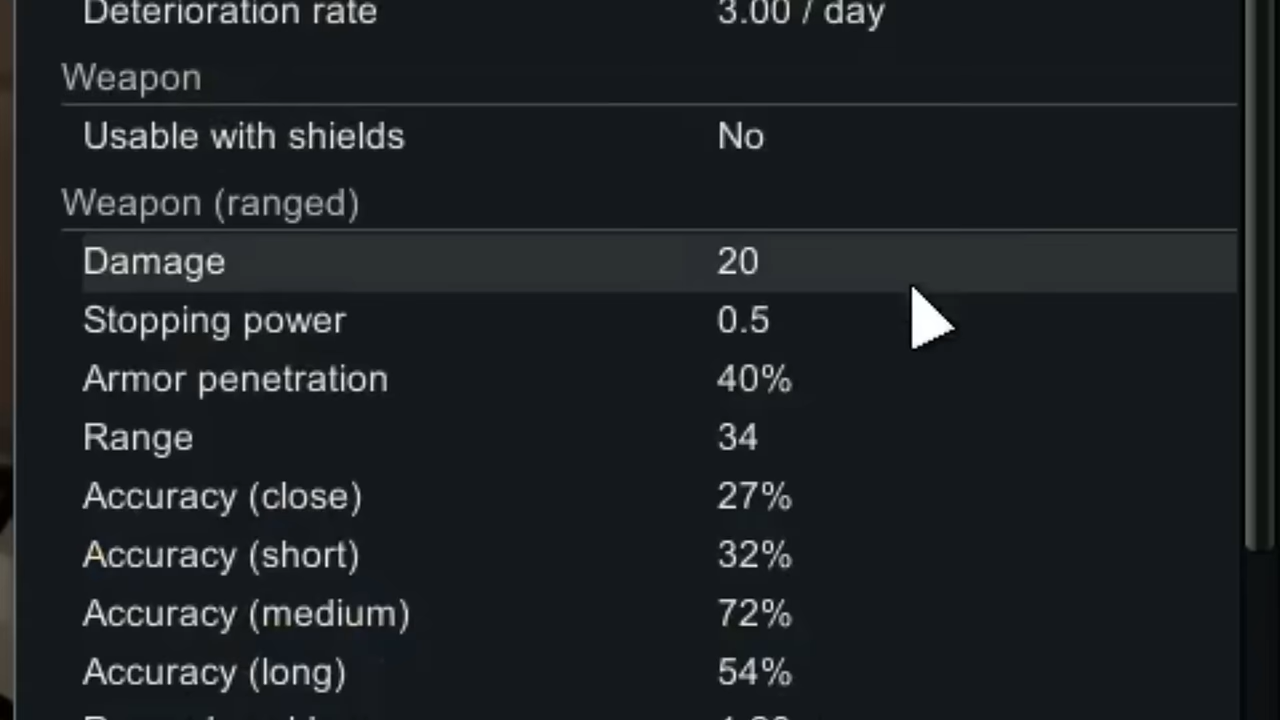 Deterioration rate 3.00 / day
Weapon
Usable with shields No
Weapon (ranged)
Damage 20
Stopping power 0.5
Armor penetration 40%
Range 34
Accuracy (close) 27%
Accuracy (short) 32%
Accuracy (medium) 72%
Accuracy (long) 54%